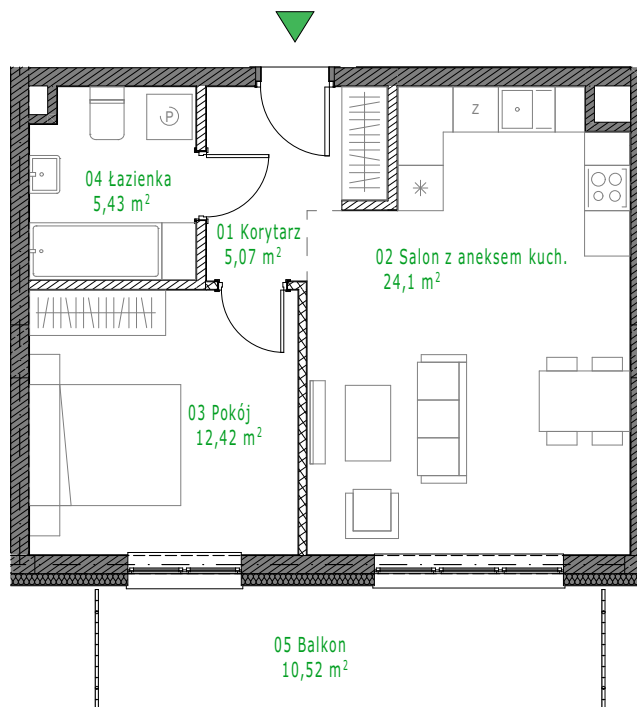 Z
P
04 Łazienka
5,43 m²
01 Korytarz
5,07 m²
02 Salon z aneksem kuch.
24,1 m²
03 Pokój
12,42 m²
05 Balkon
10,52 m²